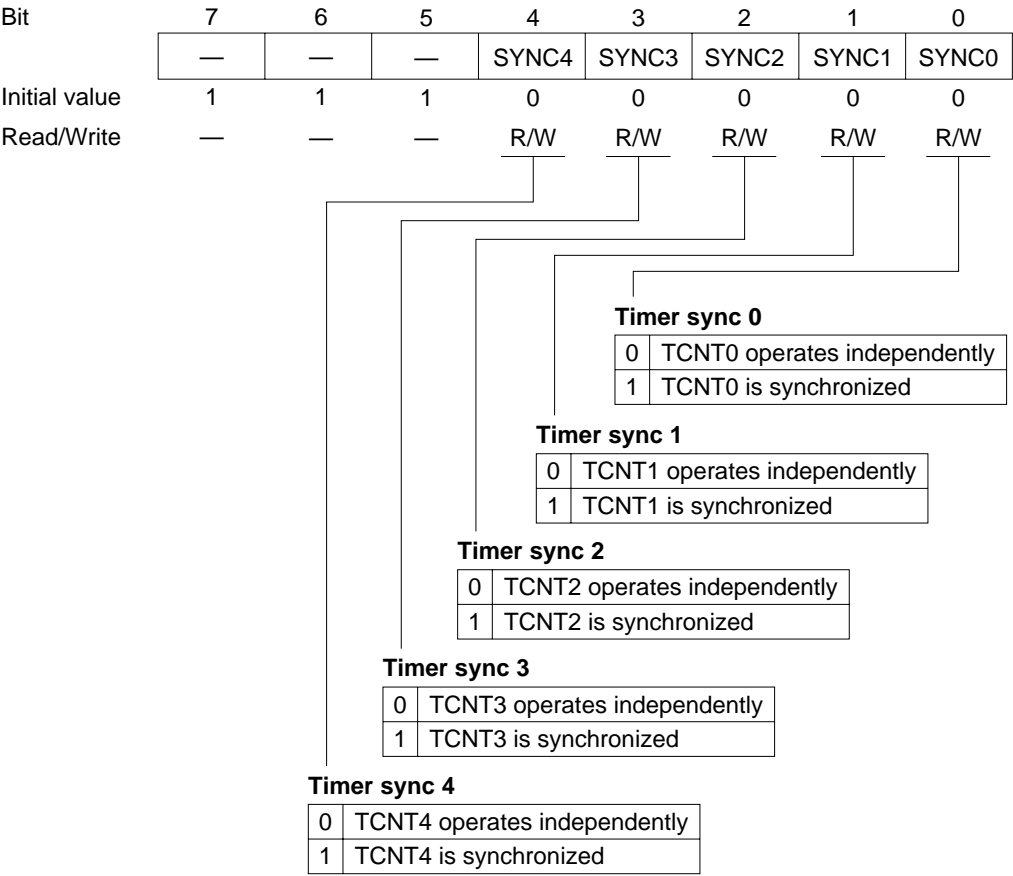 Bit 7 6 5 4 3 2 1 0
— — — SYNC4 SYNC3 SYNC2 SYNC1 SYNC0
Initial value 1 1 1 0 0 0 0 0
Read/Write — — — R/W R/W R/W R/W R/W
Timer sync 0
0 TCNT0 operates independently
1 TCNT0 is synchronized
Timer sync 1
0 TCNT1 operates independently
1 TCNT1 is synchronized
Timer sync 2
0 TCNT2 operates independently
1 TCNT2 is synchronized
Timer sync 3
0 TCNT3 operates independently
1 TCNT3 is synchronized
Timer sync 4
0 TCNT4 operates independently
1 TCNT4 is synchronized